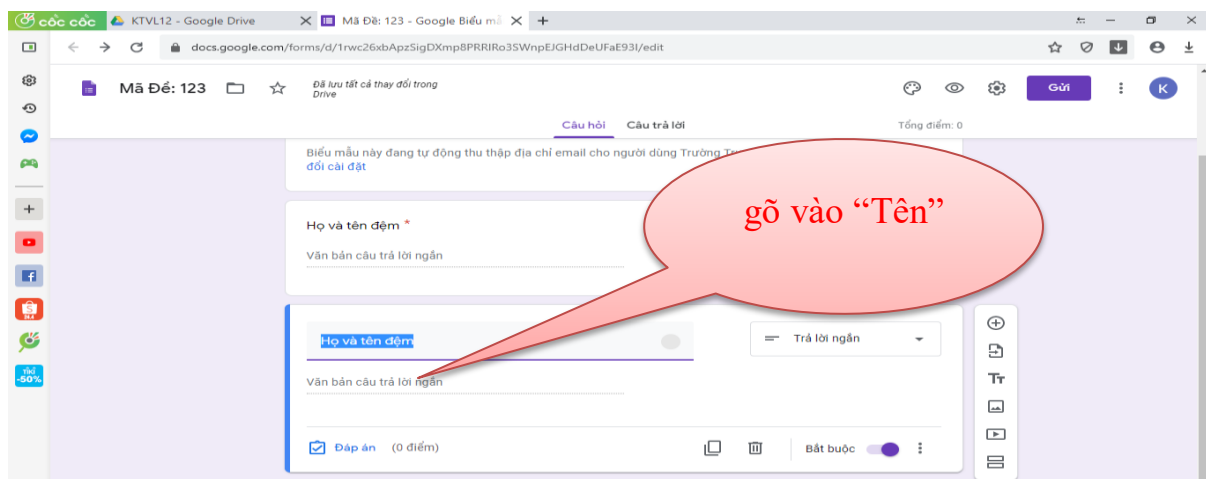 cốc cốc
KTVL12 - Google Drive
Mã Đề: 123 - Google Biểu mẫ
docs.google.com/forms/d/1rwc26xbApzSigDXmp8PRRIRo3SWnpEJGHdDeUFaE93I/edit
Mã Đề: 123
Đã lưu tất cả thay đổi trong
Drive
Gửi
K
Câu hỏi Câu trả lời
Tổng điểm: 0
Biểu mẫu này đang tự động thu thập địa chỉ email cho người dùng Trường
đổi cài đặt
gõ vào “Tên”
Họ và tên đệm *
Văn bản câu trả lời ngắn
Họ và tên đệm
Trả lời ngắn
Văn bản câu trả lời ngắn
Tт
Đáp án (0 điểm)
Bắt buộc
Tiki
-50%